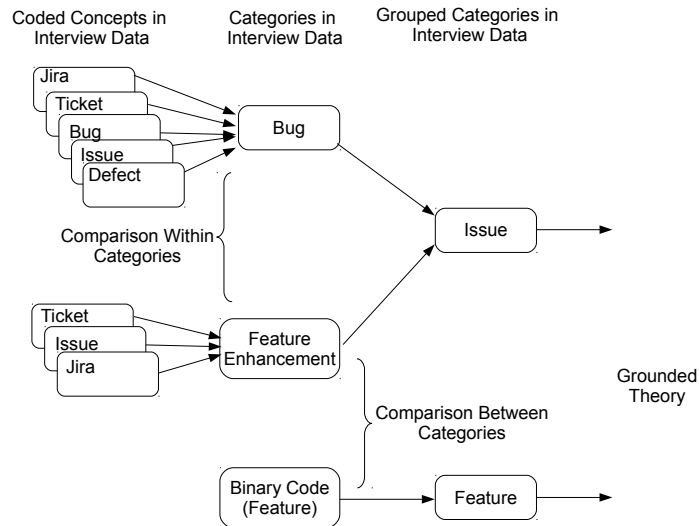 Coded Concepts in
Interview Data
Categories in
Interview Data
Grouped Categories in
Interview Data
Jira
Ticket
Bug
Issue
Defect
Bug
Comparison Within
Categories
Issue
Ticket
Issue
Jira
Feature
Enhancement
Comparison Between
Categories
Grounded
Theory
Binary Code
(Feature)
Feature